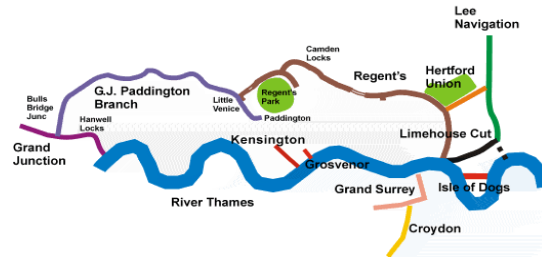 Lee
Navigation
Camden
Locks
G.J. Paddington
Branch
Regent's
Hertford
Union
Regent's
Park
Bulls
Bridge
Junc
Little
Venice
Paddington
Hanwell
Locks
Grand
Junction
Kensington
Limehouse Cut
Grosvenor
Grand Surrey
Isle of Dogs
River Thames
Croydon